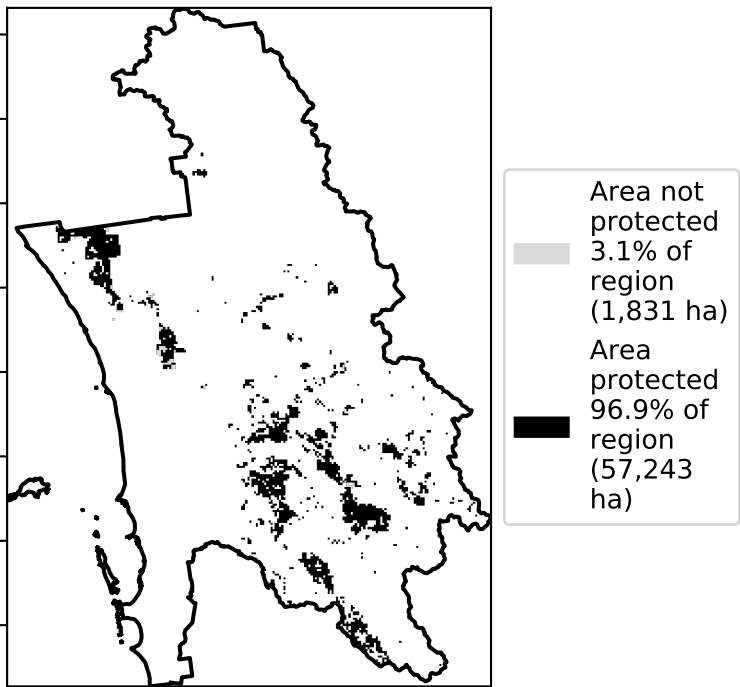 Area not
protected
3.1% of
region
(1,831 ha)
Area
protected
96.9% of
region
(57,243
ha)